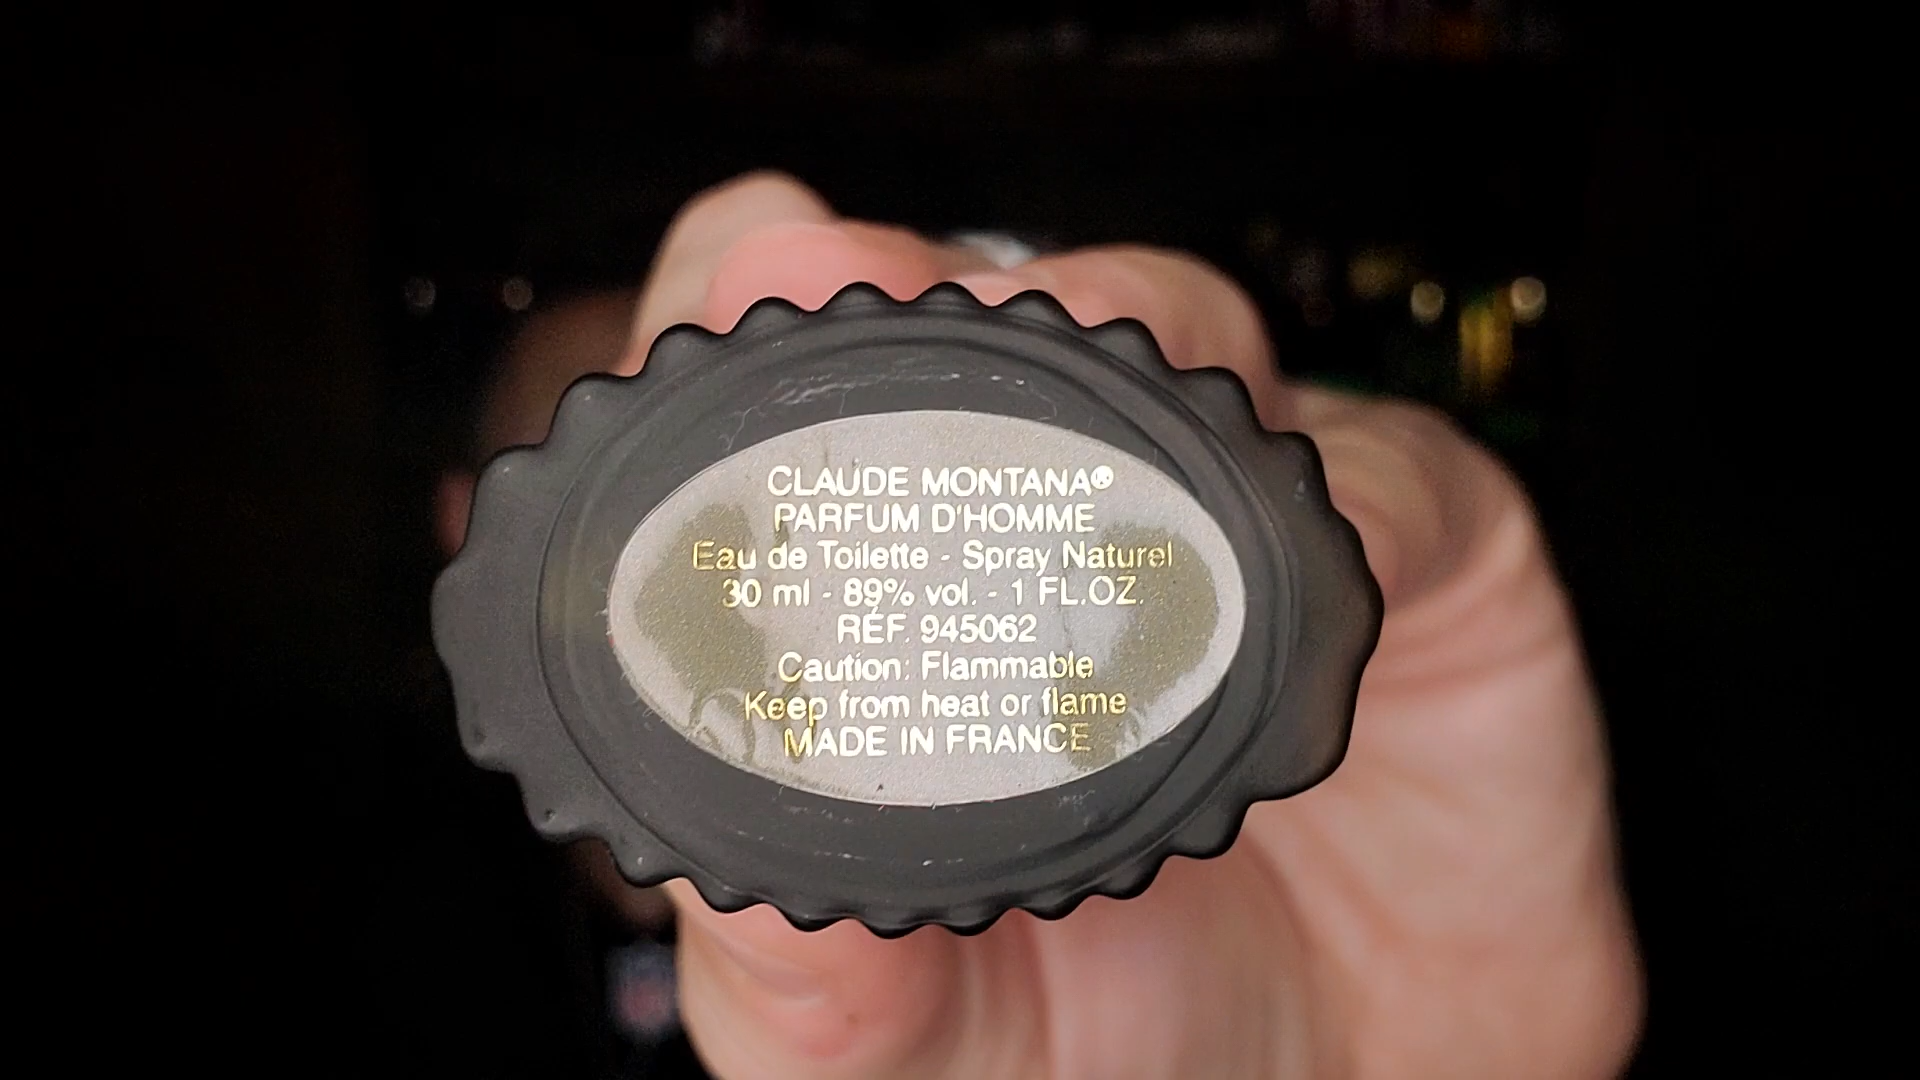 CLAUDE MONTANA®
PARFUM D'HOMME
Eau de Toilette - Spray Naturel
30 ml - 89% vol. - 1 FL.OZ.
RÉF. 945062
Caution: Flammable
Keep from heat or flame
MADE IN FRANCE